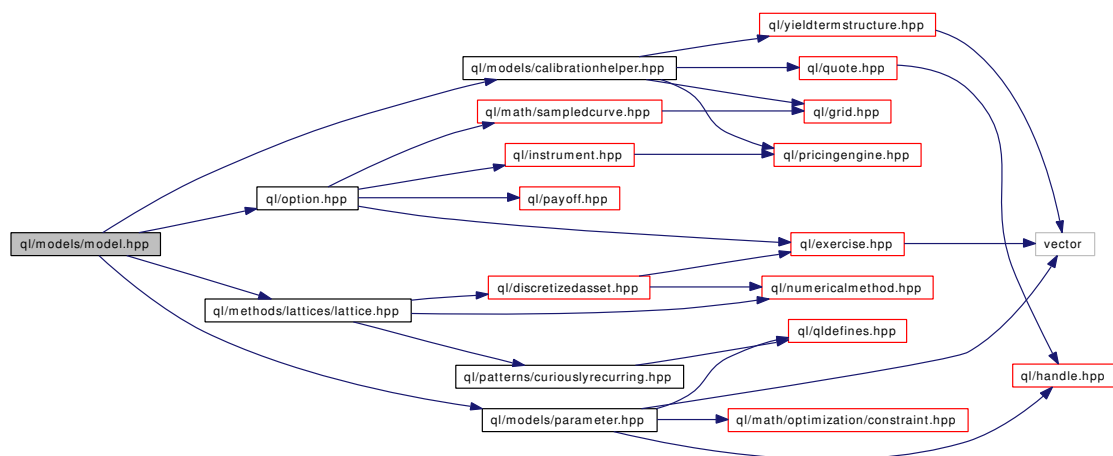 ql/yieldtermstructure.hpp
ql/models/calibrationhelper.hpp
ql/quote.hpp
ql/math/sampledcurve.hpp
ql/grid.hpp
ql/instrument.hpp
ql/pricingengine.hpp
ql/option.hpp
ql/payoff.hpp
ql/models/model.hpp
ql/exercise.hpp
vector
ql/discretizedasset.hpp
ql/numericalmethod.hpp
ql/methods/lattices/lattice.hpp
ql/qldefines.hpp
ql/patterns/curiouslyrecurring.hpp
ql/handle.hpp
ql/models/parameter.hpp
ql/math/optimization/constraint.hpp